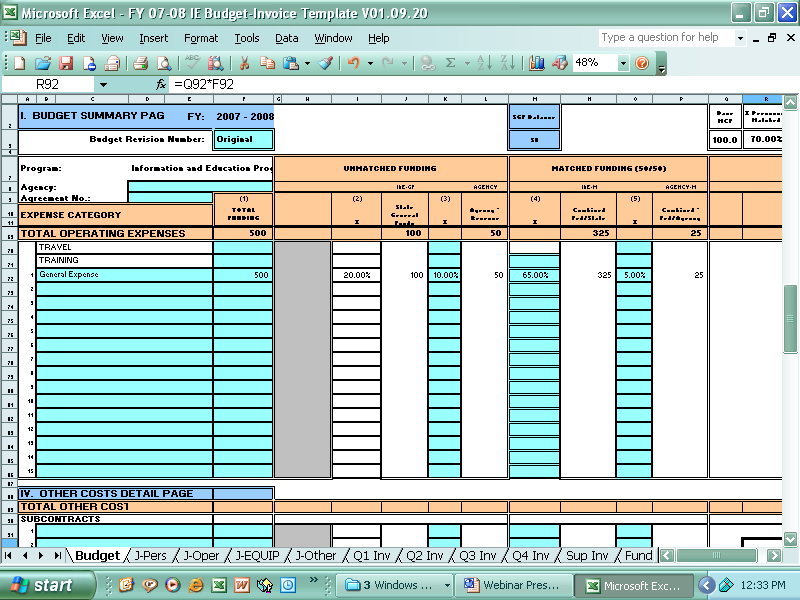 Microsoft Excel - FY 07-08 IE Budget-Invoice Template V01.09.20
File Edit View Insert Format Tools Data Window Help Type a question for help
48%
R92 fx =Q92*F92
I. BUDGET SUMMARY PAG FY: 2007 - 2008 SGF Balance
Budget Revision Number: Original $0 100.0 70.00%
Program: Information and Education Prog UNMATCHED FUNDING MATCHED FUNDING (50/50)
Agency: IBE-GF AGENCY IBE-M AGENCY-M
Agreement No.: (1) (2) (3) (4) (5)
EXPENSE CATEGORY TOTAL FUNDING % State General Funds % Agency * Revenue % Combined Fed/State % Combined * Fed/Agency
TOTAL OPERATING EXPENSES 500 100 50 325 25
TRAVEL
TRAINING
1 General Expense 500 20.00% 100 10.00% 50 65.00% 325 5.00% 25
2
3
4
5
6
7
8
9
10
11
12
13
14
15
IV. OTHER COSTS DETAIL PAGE
TOTAL OTHER COST
SUBCONTRACTS
1
2
Budget J-Pers J-Oper J-EQUIP J-Other Q1 Inv Q2 Inv Q3 Inv Q4 Inv Sup Inv Fund
start 3 Windows ... Webinar Pres... Microsoft Exc... 12:33 PM